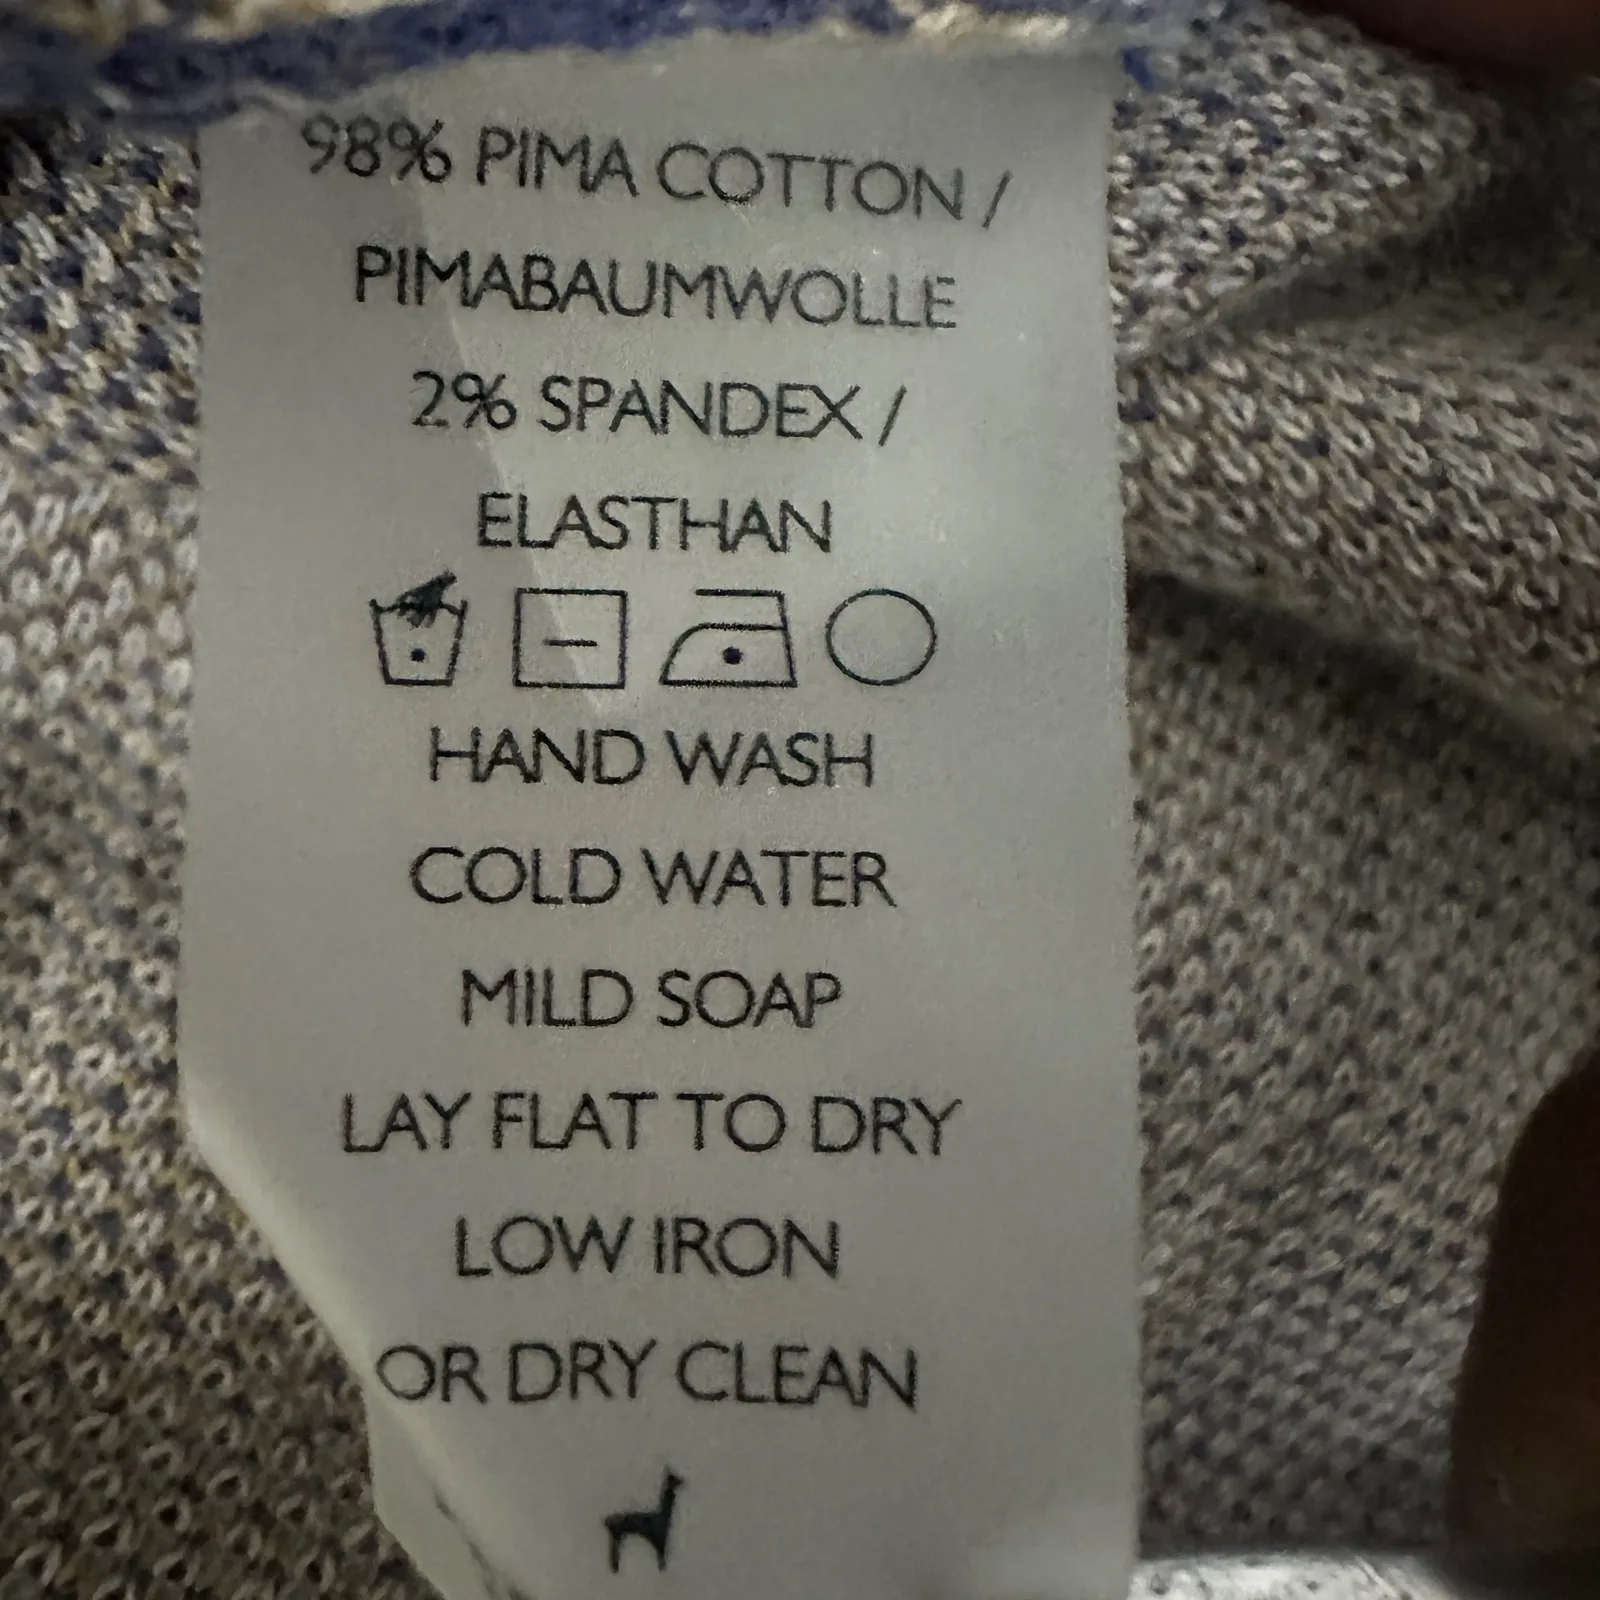 98% PIMA COTTON /
PIMABAUMWOLLE
2% SPANDEX /
ELASTHAN
HAND WASH
COLD WATER
MILD SOAP
LAY FLAT TO DRY
LOW IRON
OR DRY CLEAN